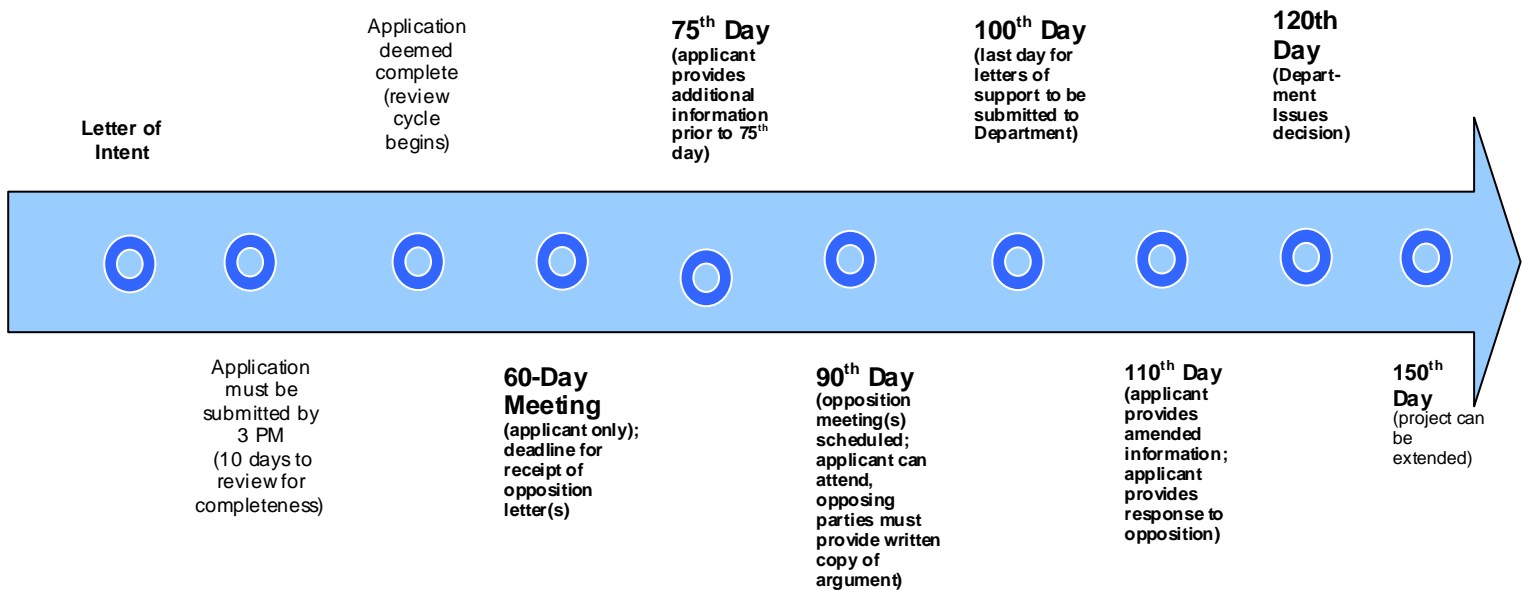 Letter of
Intent
Application
must be
submitted by
3 PM
(10 days to
review for
completeness)
Application
deemed
complete
(review
cycle
begins)
60-Day
Meeting
(applicant only);
deadline for
receipt of
opposition
letter(s)
75th Day
(applicant
provides
additional
information
prior to 75th
day)
90th Day
(opposition
meeting(s)
scheduled;
applicant can
attend,
opposing
parties must
provide written
copy of
argument)
100th Day
(last day for
letters of
support to be
submitted to
Department)
110th Day
(applicant
provides
amended
information;
applicant
provides
response to
opposition)
120th
Day
(Depart-
ment
Issues
decision)
150th
Day
(project can
be
extended)